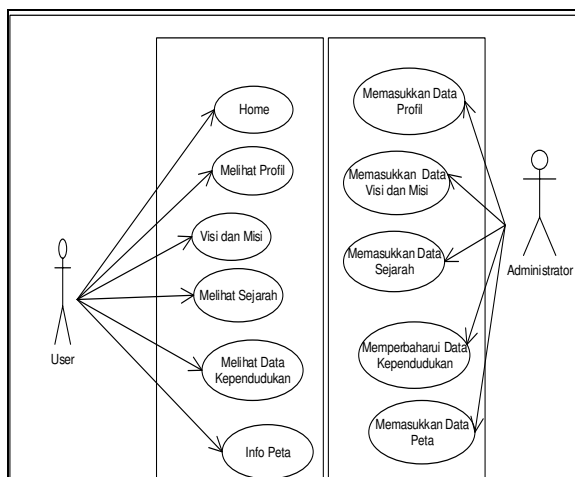 Home
Melihat Profil
Visi dan Misi
Melihat Sejarah
Melihat Data
Kependudukan
Info Peta
User
Memasukkan Data
Profil
Memasukkan Data
Visi dan Misi
Memasukkan Data
Sejarah
Memperbaharui Data
Kependudukan
Memasukkan Data
Peta
Administrator